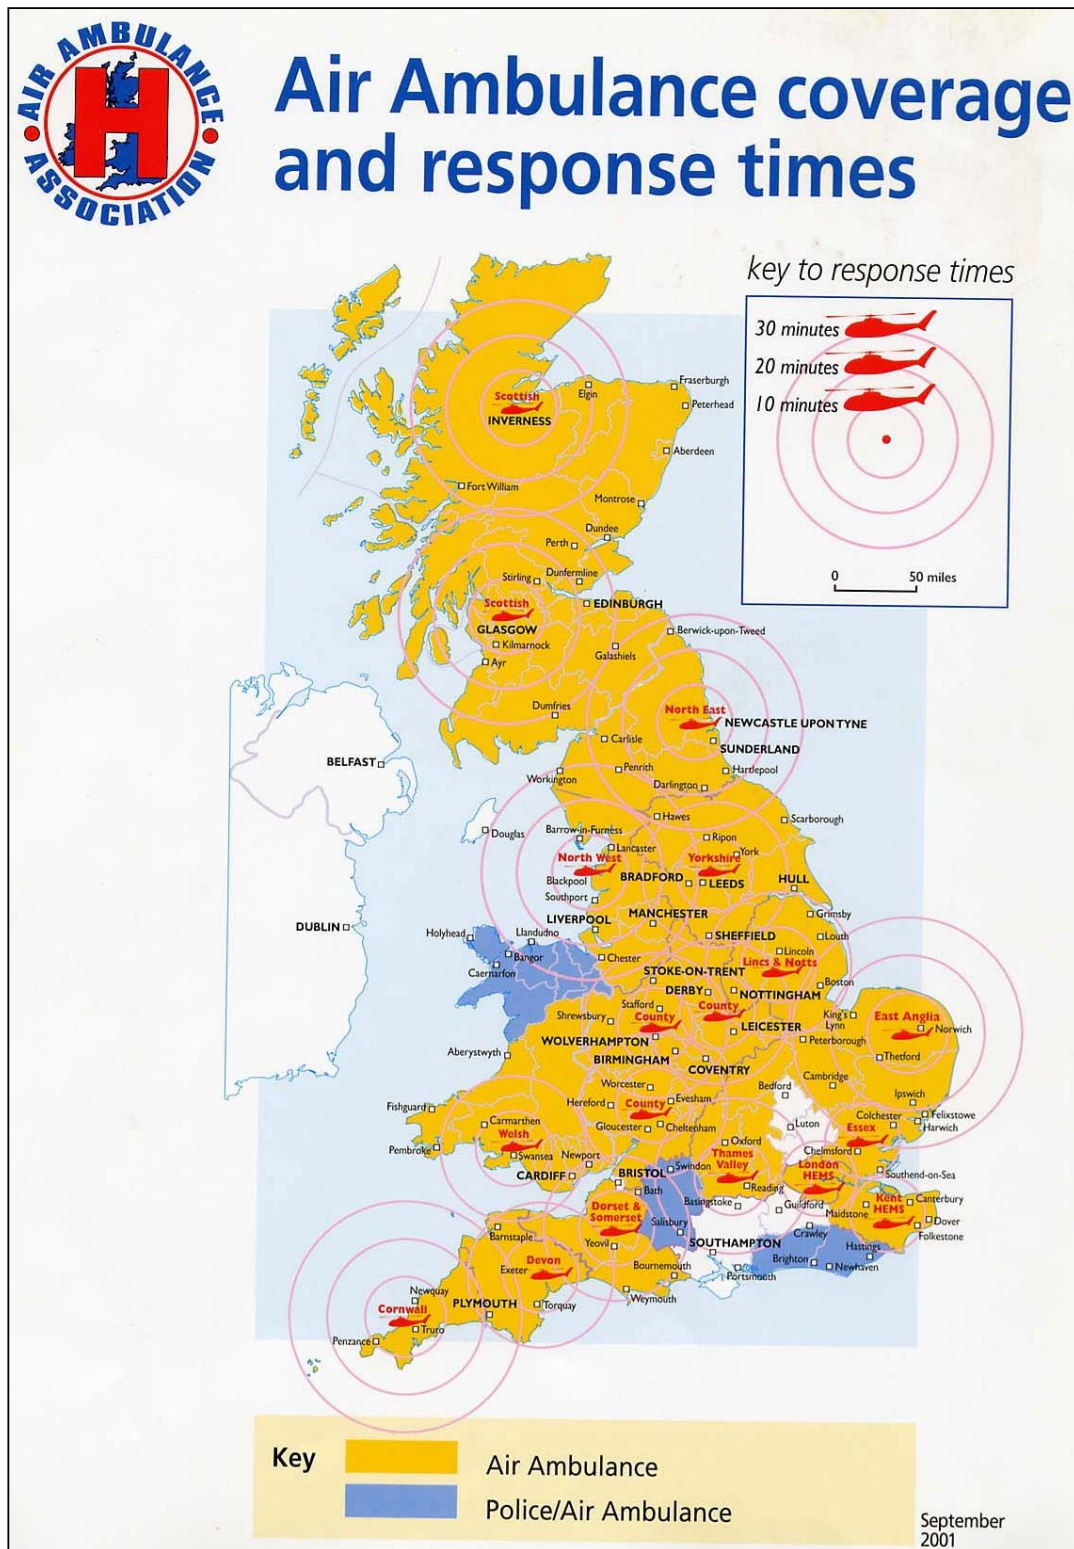 AIR AMBULANCE
H
ASSOCIATION
Air Ambulance coverage
and response times
key to response times
30 minutes
20 minutes
10 minutes
0 50 miles
Scottish
INVERNESS
Elgin
Fraserburgh
Peterhead
Aberdeen
Fort William
Montrose
Dundee
Perth
Stirling
Dunfermline
EDINBURGH
Scottish
GLASGOW
Kilmarnock
Ayr
Galashiels
Berwick-upon-Tweed
Dumfries
North East
NEWCASTLE UPON TYNE
SUNDERLAND
Carlisle
Penrith
Workington
Hartlepool
Darlington
BELFAST
Hawes
Scarborough
Douglas
Barrow-in-Furness
Ripon
Lancaster
York
North West
Yorkshire
Blackpool
BRADFORD
LEEDS
HULL
Southport
LIVERPOOL
MANCHESTER
Grimsby
DUBLIN
Holyhead
Llandudno
SHEFFIELD
Louth
Bangor
Chester
Lincoln
Lincs & Notts
Caernarfon
STOKE-ON-TRENT
DERBY
NOTTINGHAM
Boston
Stafford
County
County
King's
Lynn
East Anglia
Norwich
Shrewsbury
LEICESTER
WOLVERHAMPTON
Peterborough
Aberystwyth
BIRMINGHAM
COVENTRY
Thetford
Worcester
Bedford
Cambridge
Fishguard
Hereford
County
Evesham
Ipswich
Colchester
Felixstowe
Harwich
Carmarthen
Gloucester
Cheltenham
Luton
Essex
Welsh
Oxford
Pembroke
Swansea
Newport
Thames
Valley
Chelmsford
CARDIFF
BRISTOL
Swindon
London
HEMS
Southend-on-Sea
Bath
Reading
Basingstoke
Guildford
Kent
HEMS
Canterbury
Maidstone
Dorset &
Somerset
Salisbury
Dover
Folkestone
Barnstaple
Yeovil
SOUTHAMPTON
Crawley
Hastings
Devon
Exeter
Bournemouth
Brighton
Newhaven
Portsmouth
Newquay
Weymouth
Cornwall
PLYMOUTH
Torquay
Truro
Penzance
Key
Air Ambulance
Police/Air Ambulance
September
2001